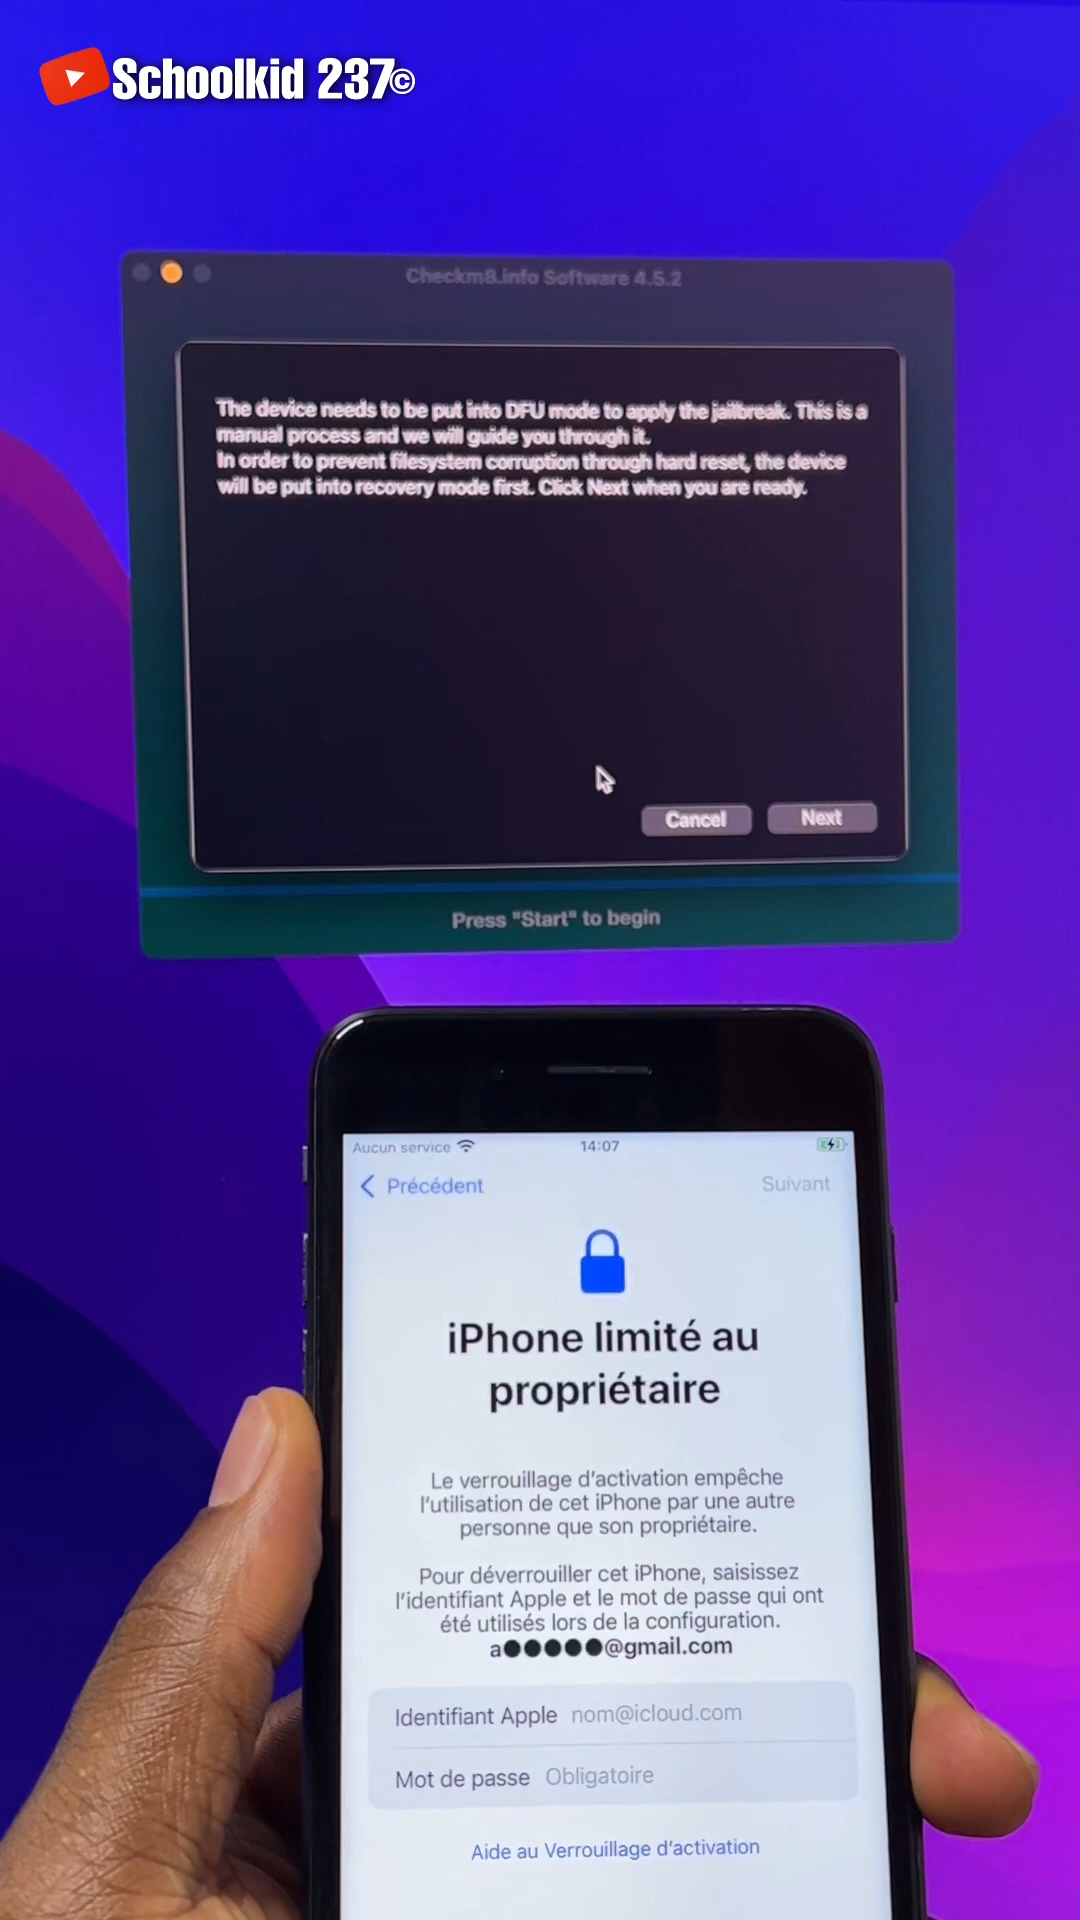 Schoolkid 237©
Checkm8.info Software 4.5.2
The device needs to be put into DFU mode to apply the jailbreak. This is a
manual process and we will guide you through it.
In order to prevent filesystem corruption through hard reset, the device
will be put into recovery mode first. Click Next when you are ready.
Cancel
Next
Press "Start" to begin
Aucun service
14:07
Précédent
Suivant
iPhone limité au
propriétaire
Le verrouillage d'activation empêche
l'utilisation de cet iPhone par une autre
personne que son propriétaire.
Pour déverrouiller cet iPhone, saisissez
l'identifiant Apple et le mot de passe qui ont
été utilisés lors de la configuration.
a●●●●●@gmail.com
Identifiant Apple nom@icloud.com
Mot de passe Obligatoire
Aide au Verrouillage d'activation